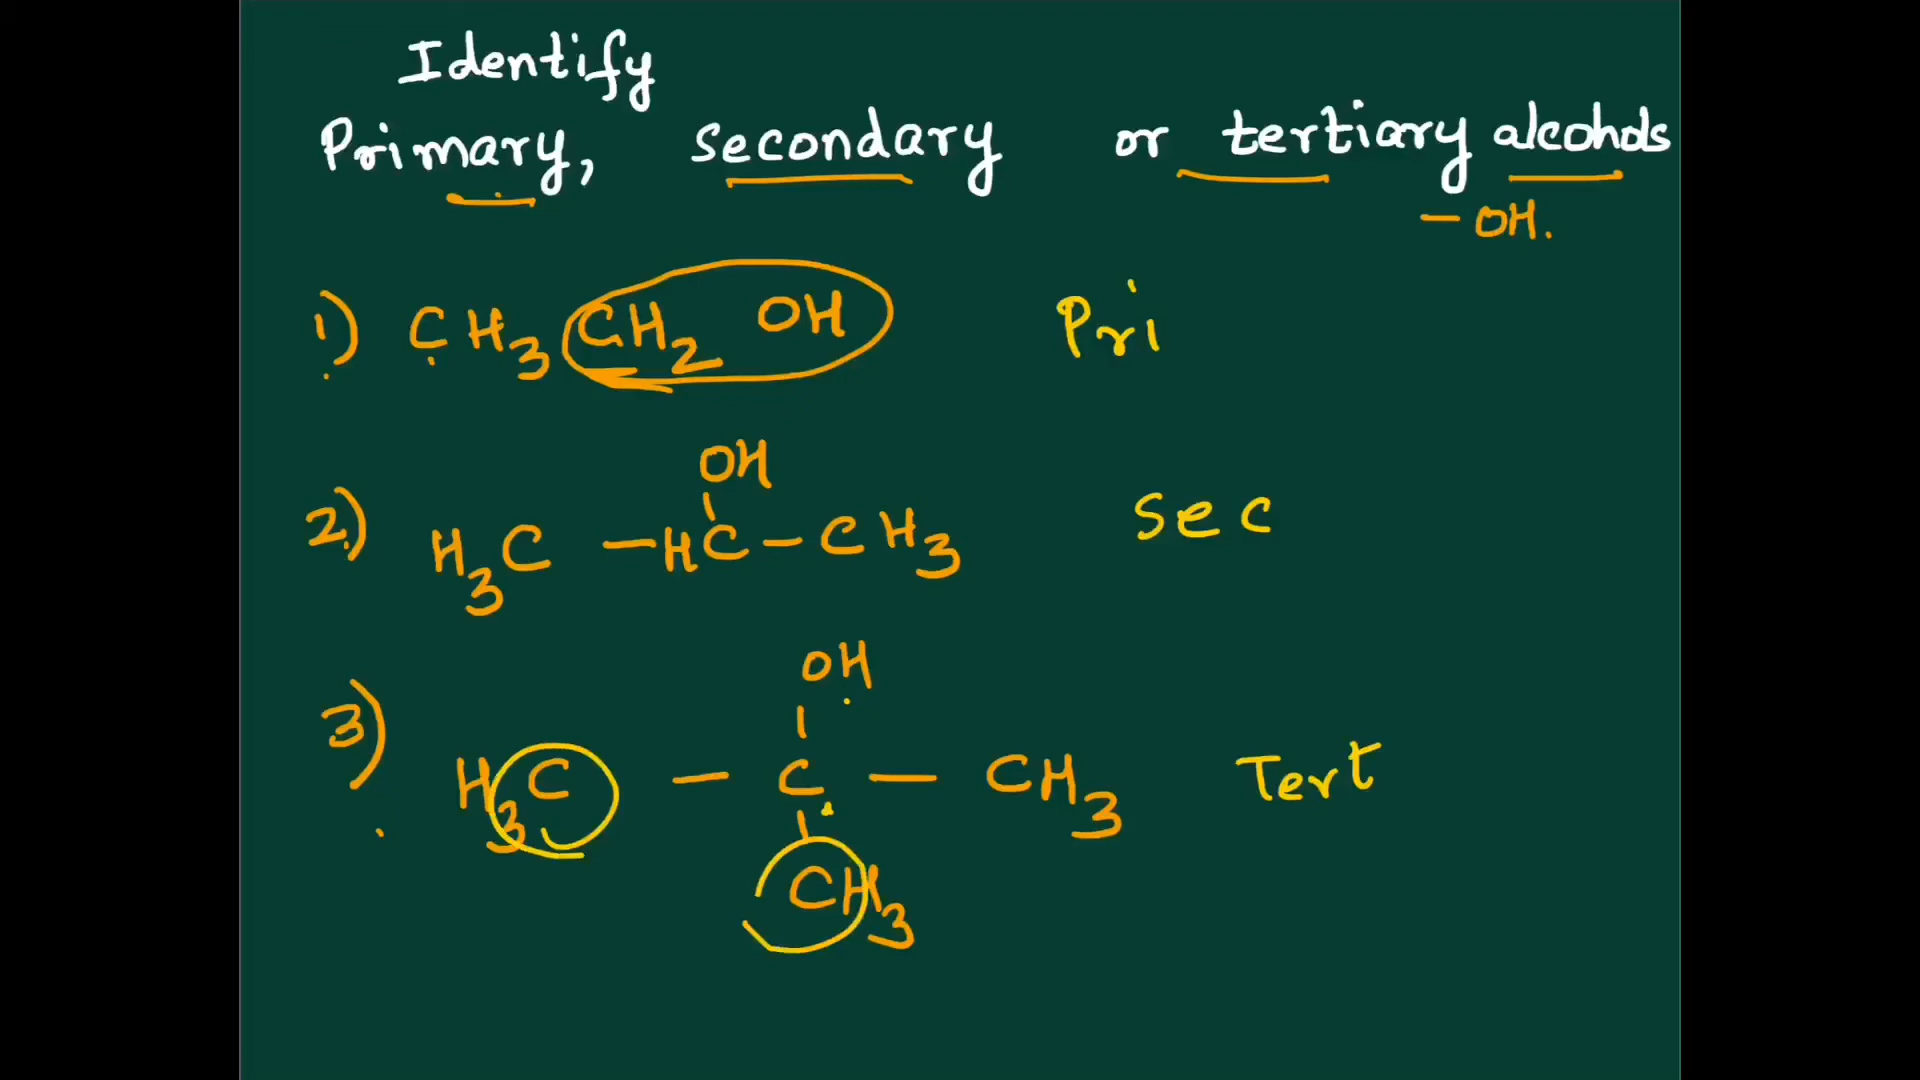 Identify
Primary, secondary or tertiary alcohols
— OH.
1) CH3 CH2 OH Pri
OH
2) H3C — HC — CH3 Sec
OH
3) H3C — C — CH3 Tert
CH3